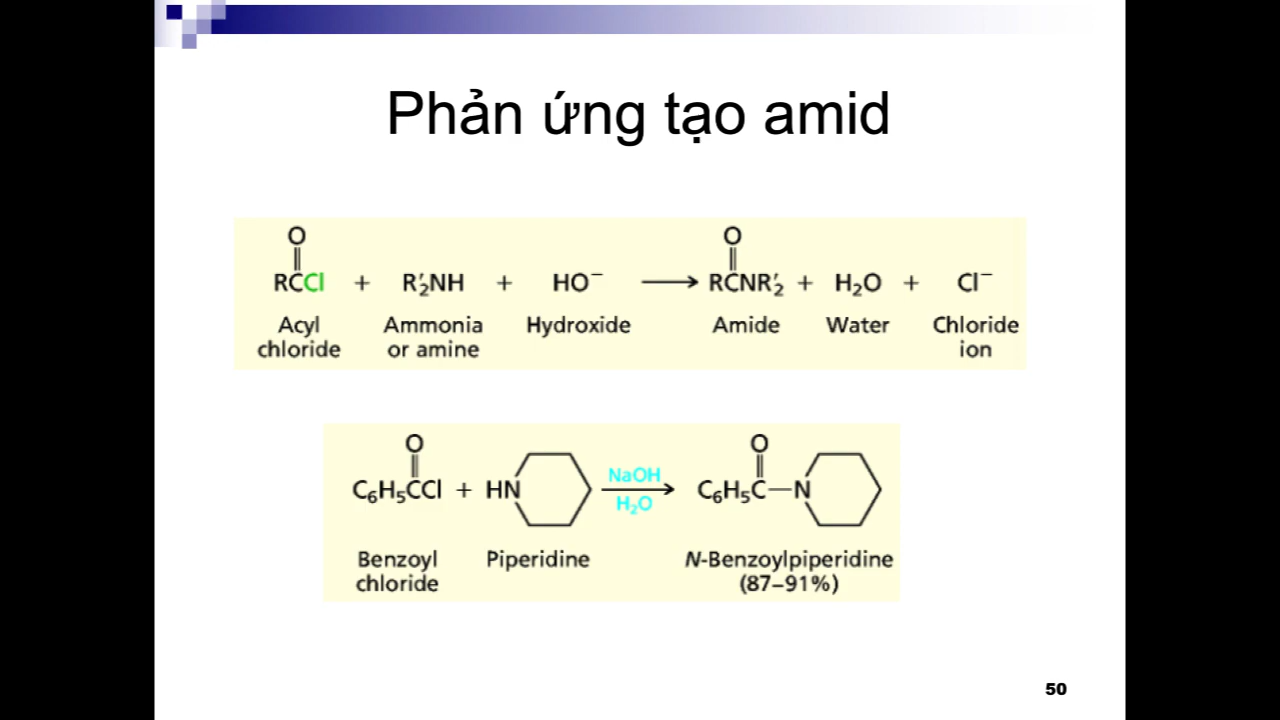 Phản ứng tạo amid
O O
RCCl + R′₂NH + HO⁻ ⟶ RCNR′₂ + H₂O + Cl⁻
Acyl Ammonia Hydroxide Amide Water Chloride
chloride or amine ion
O O
C₆H₅CCl + HN NaOH C₆H₅C—N
H₂O
Benzoyl Piperidine N-Benzoylpiperidine
chloride (87–91%)
50